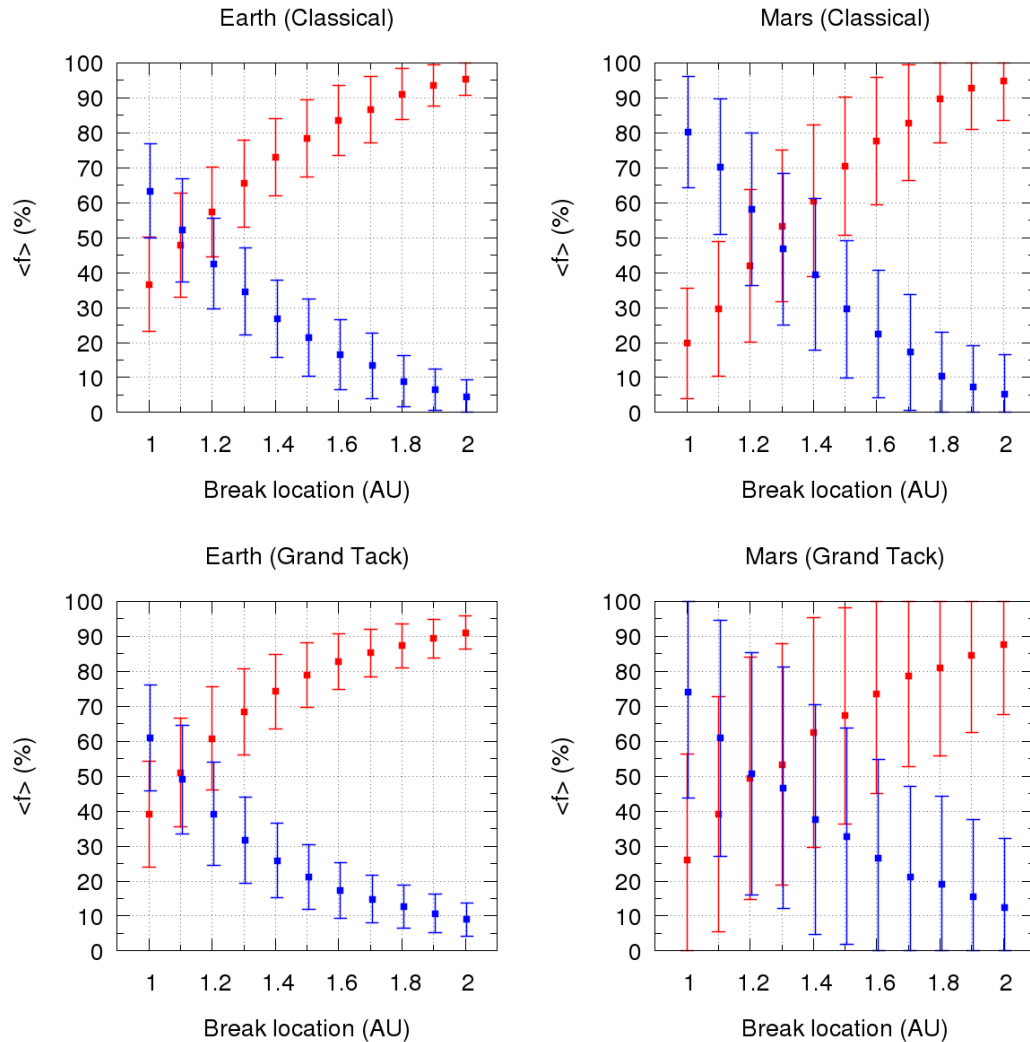 Earth (Classical)
100
90
80
70
60
50
40
30
20
10
0
<f> (%)
1 1.2 1.4 1.6 1.8 2
Break location (AU)
Mars (Classical)
100
90
80
70
60
50
40
30
20
10
0
<f> (%)
1 1.2 1.4 1.6 1.8 2
Break location (AU)
Earth (Grand Tack)
100
90
80
70
60
50
40
30
20
10
0
<f> (%)
1 1.2 1.4 1.6 1.8 2
Break location (AU)
Mars (Grand Tack)
100
90
80
70
60
50
40
30
20
10
0
<f> (%)
1 1.2 1.4 1.6 1.8 2
Break location (AU)